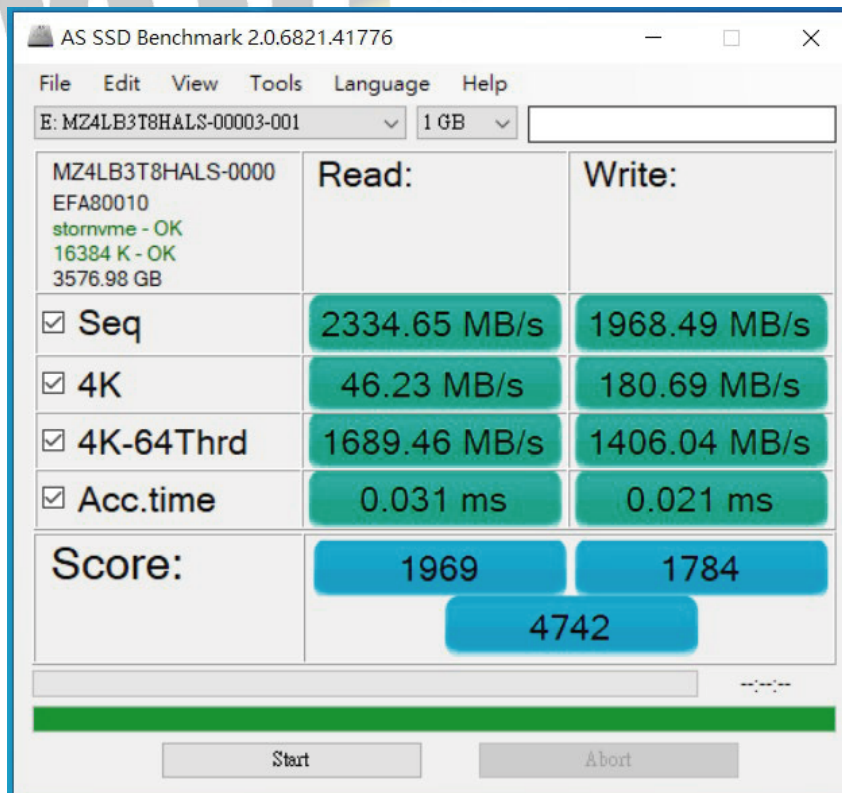 AS SSD Benchmark 2.0.6821.41776
File Edit View Tools Language Help
E: MZ4LB3T8HALS-00003-001 1 GB
MZ4LB3T8HALS-0000
EFA80010
stornvme - OK
16384 K - OK
3576.98 GB
Read: Write:
Seq 2334.65 MB/s 1968.49 MB/s
4K 46.23 MB/s 180.69 MB/s
4K-64Thrd 1689.46 MB/s 1406.04 MB/s
Acc.time 0.031 ms 0.021 ms
Score: 1969 1784
4742
--:--:--
Start Abort